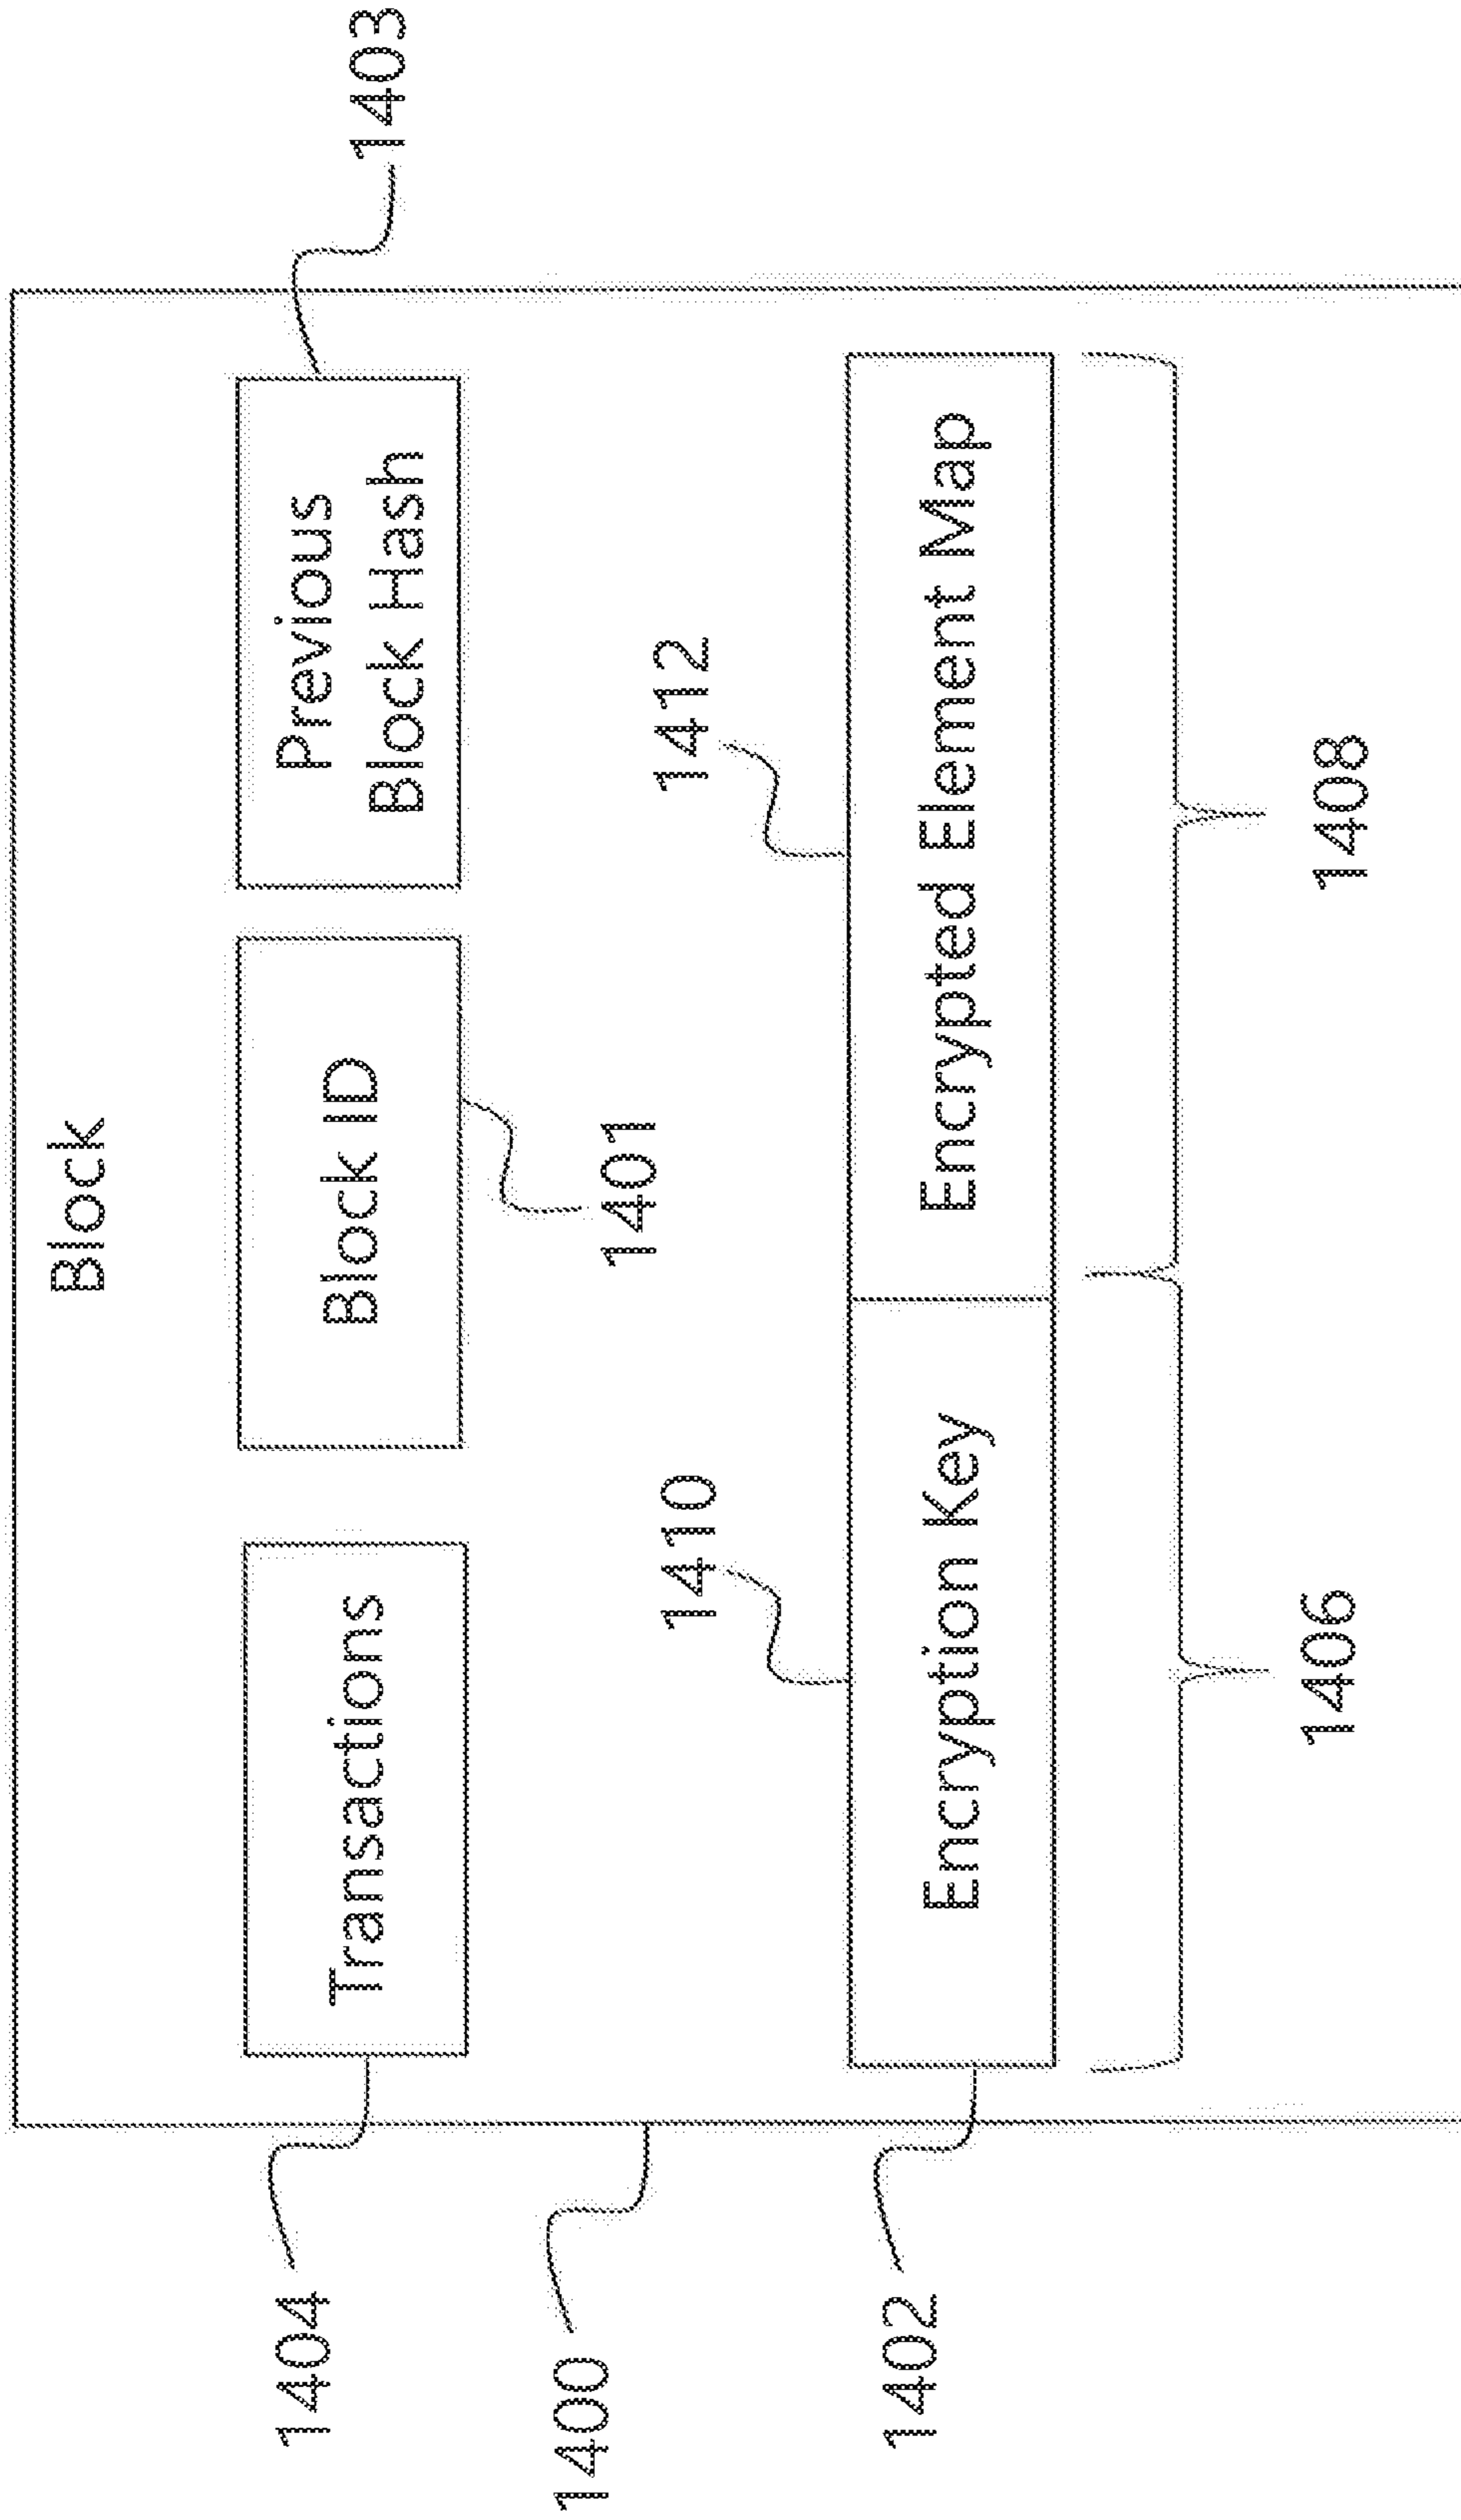 Block
1404
Transactions
Block ID
Previous
Block Hash
1403
1400
1401
1410
1412
1402
Encryption Key
Encrypted Element Map
1406
1408